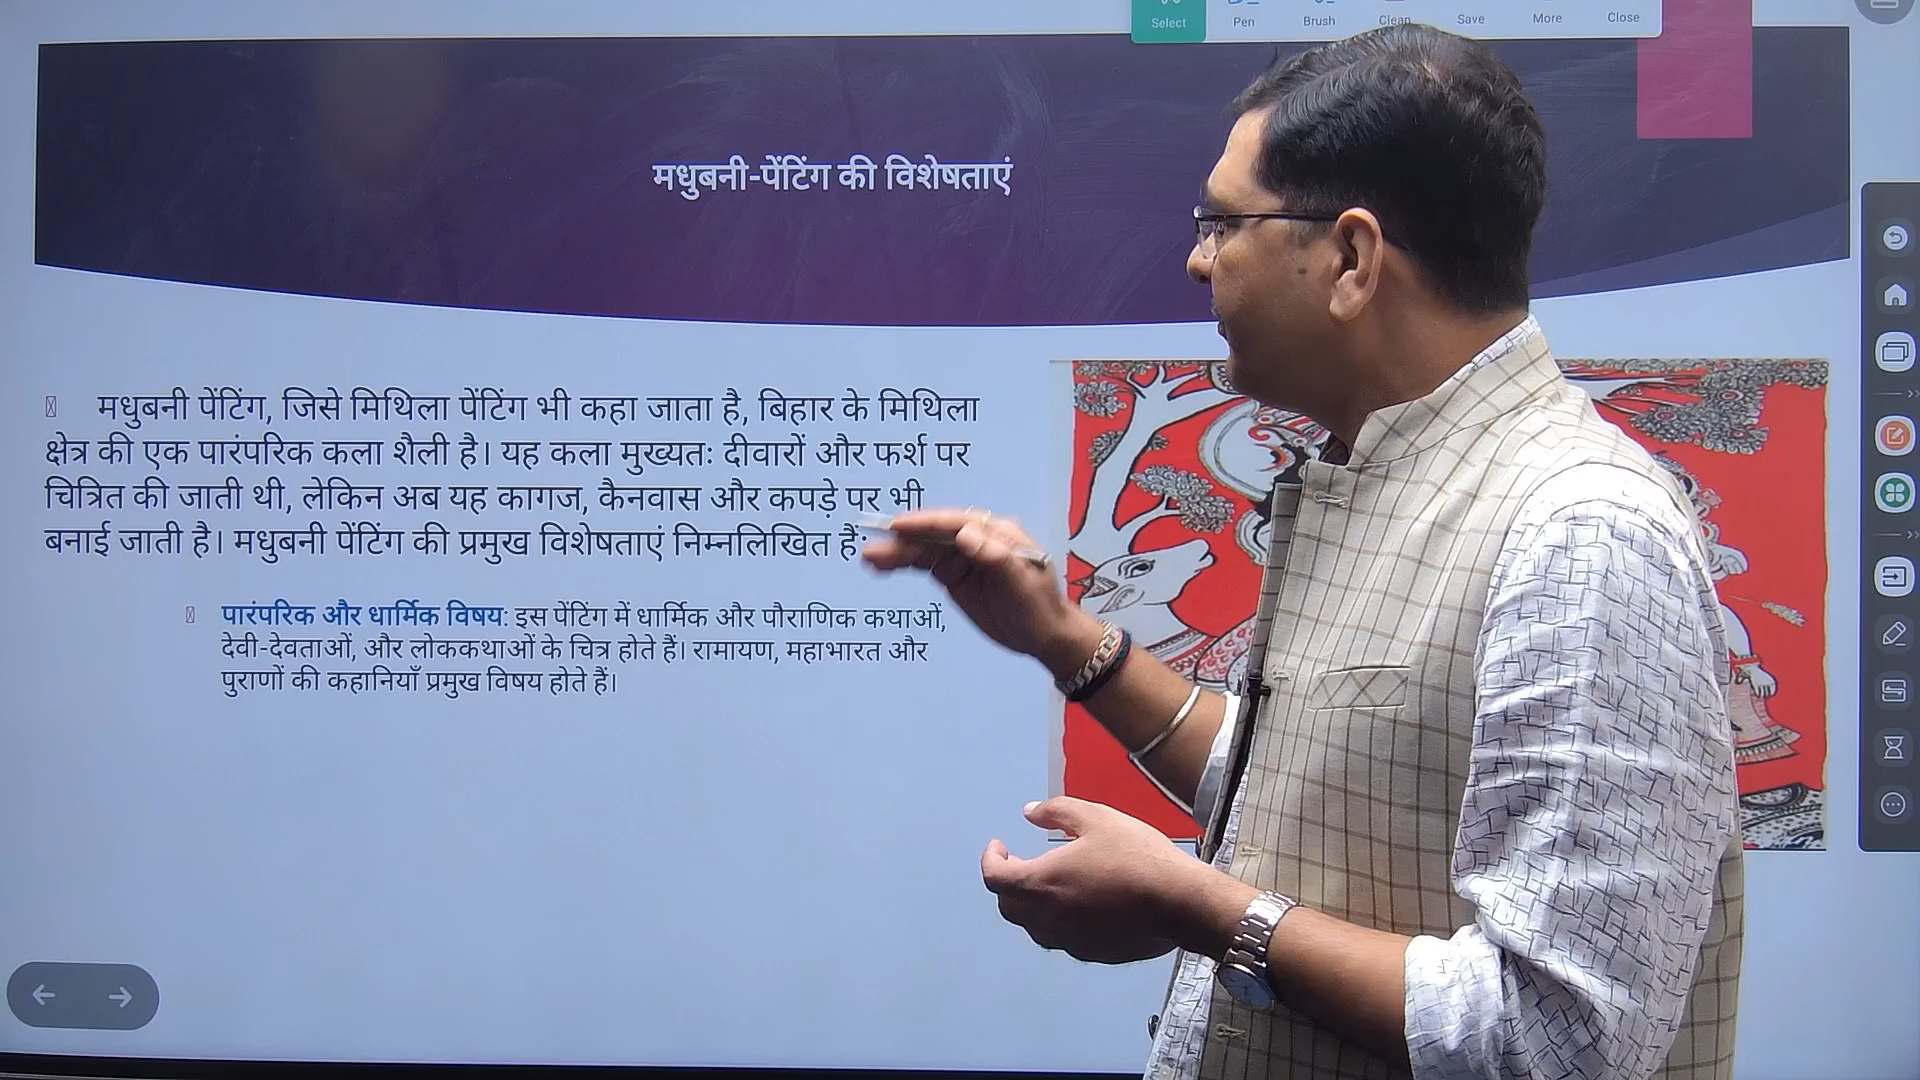 Select Pen Brush Clean Save More Close
मधुबनी-पेंटिंग की विशेषताएं
मधुबनी पेंटिंग, जिसे मिथिला पेंटिंग भी कहा जाता है, बिहार के मिथिला
क्षेत्र की एक पारंपरिक कला शैली है। यह कला मुख्यतः दीवारों और फर्श पर
चित्रित की जाती थी, लेकिन अब यह कागज, कैनवास और कपड़े पर भी
बनाई जाती है। मधुबनी पेंटिंग की प्रमुख विशेषताएं निम्नलिखित हैं:
पारंपरिक और धार्मिक विषय: इस पेंटिंग में धार्मिक और पौराणिक कथाओं,
देवी-देवताओं, और लोककथाओं के चित्र होते हैं। रामायण, महाभारत और
पुराणों की कहानियाँ प्रमुख विषय होते हैं।